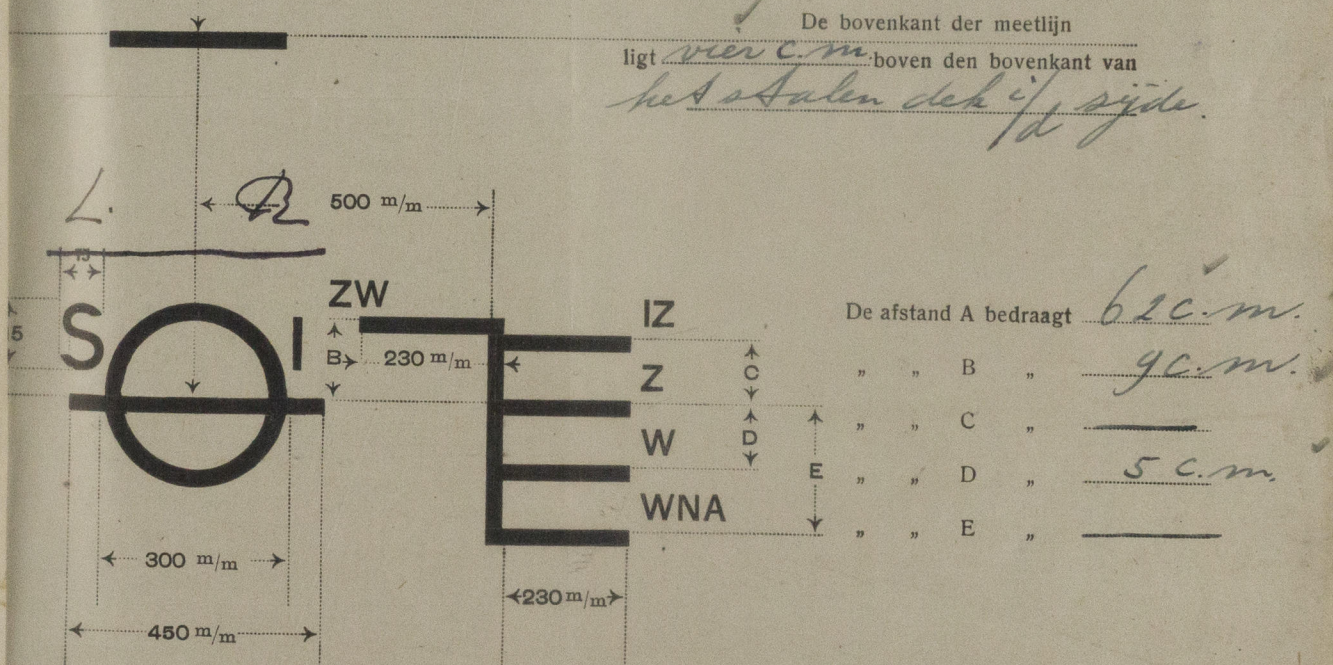 De bovenkant der meetlijn
ligt vier c.m. boven den bovenkant van
het stalen dek i/d zijde.
L. R 500 m/m
ZW
S I
IZ
5
B 230 m/m
Z
C
W
D
E
WNA
De afstand A bedraagt 62 c.m.
„ „ B „ 9 c.m.
„ „ C „
„ „ D „ 5 c.m.
„ „ E „
300 m/m
230 m/m
450 m/m